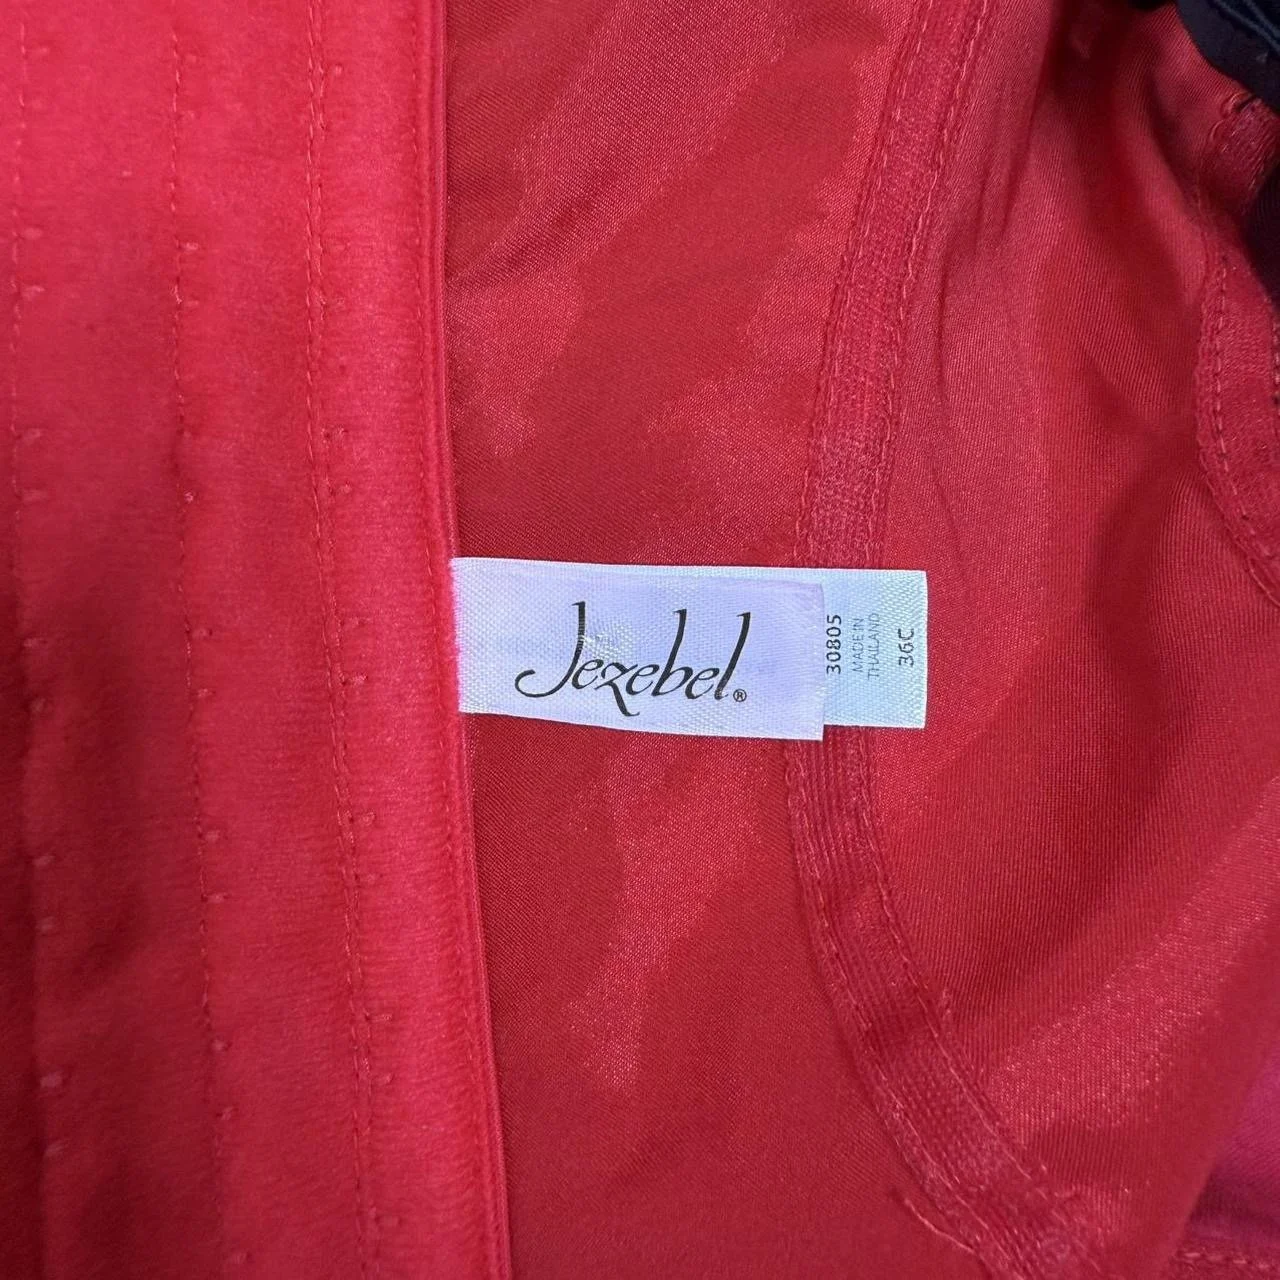 Jezebel®
30805
MADE IN
THAILAND
36C